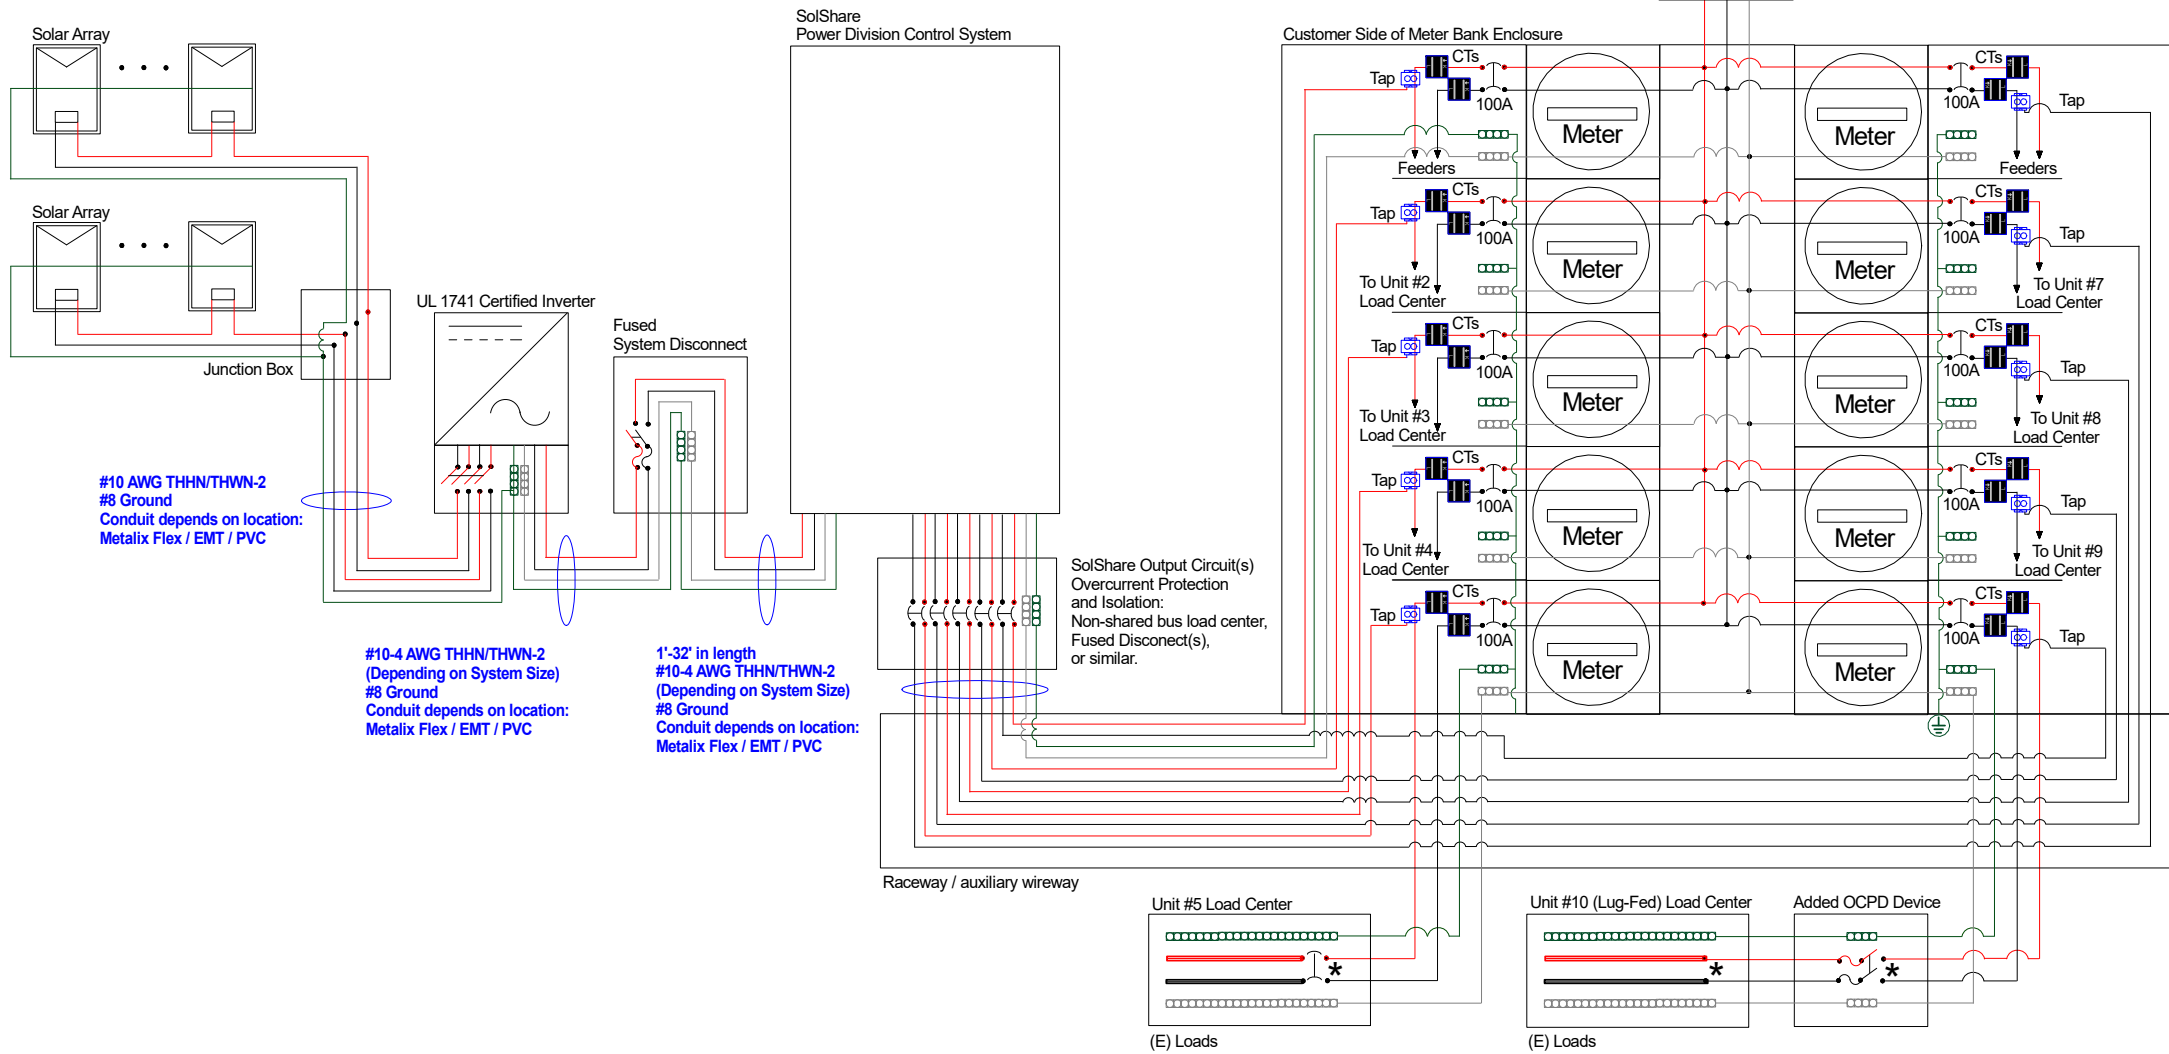 Solar Array
Solar Array
Junction Box
UL 1741 Certified Inverter
Fused
System Disconnect
SolShare
Power Division Control System
#10 AWG THHN/THWN-2
#8 Ground
Conduit depends on location:
Metalix Flex / EMT / PVC
#10-4 AWG THHN/THWN-2
(Depending on System Size)
#8 Ground
Conduit depends on location:
Metalix Flex / EMT / PVC
1'-32' in length
#10-4 AWG THHN/THWN-2
(Depending on System Size)
#8 Ground
Conduit depends on location:
Metalix Flex / EMT / PVC
SolShare Output Circuit(s)
Overcurrent Protection
and Isolation:
Non-shared bus load center,
Fused Disconect(s),
or similar.
Customer Side of Meter Bank Enclosure
Tap
CTs
100A
Feeders
Meter
Meter
CTs
100A
Tap
Feeders
Tap
CTs
100A
To Unit #2
Load Center
Meter
Meter
CTs
100A
Tap
To Unit #7
Load Center
Tap
CTs
100A
To Unit #3
Load Center
Meter
Meter
CTs
100A
Tap
To Unit #8
Load Center
Tap
CTs
100A
To Unit #4
Load Center
Meter
Meter
CTs
100A
Tap
To Unit #9
Load Center
Tap
CTs
100A
Meter
Meter
CTs
100A
Tap
Raceway / auxiliary wireway
Unit #5 Load Center
*
(E) Loads
Unit #10 (Lug-Fed) Load Center
*
(E) Loads
Added OCPD Device
*